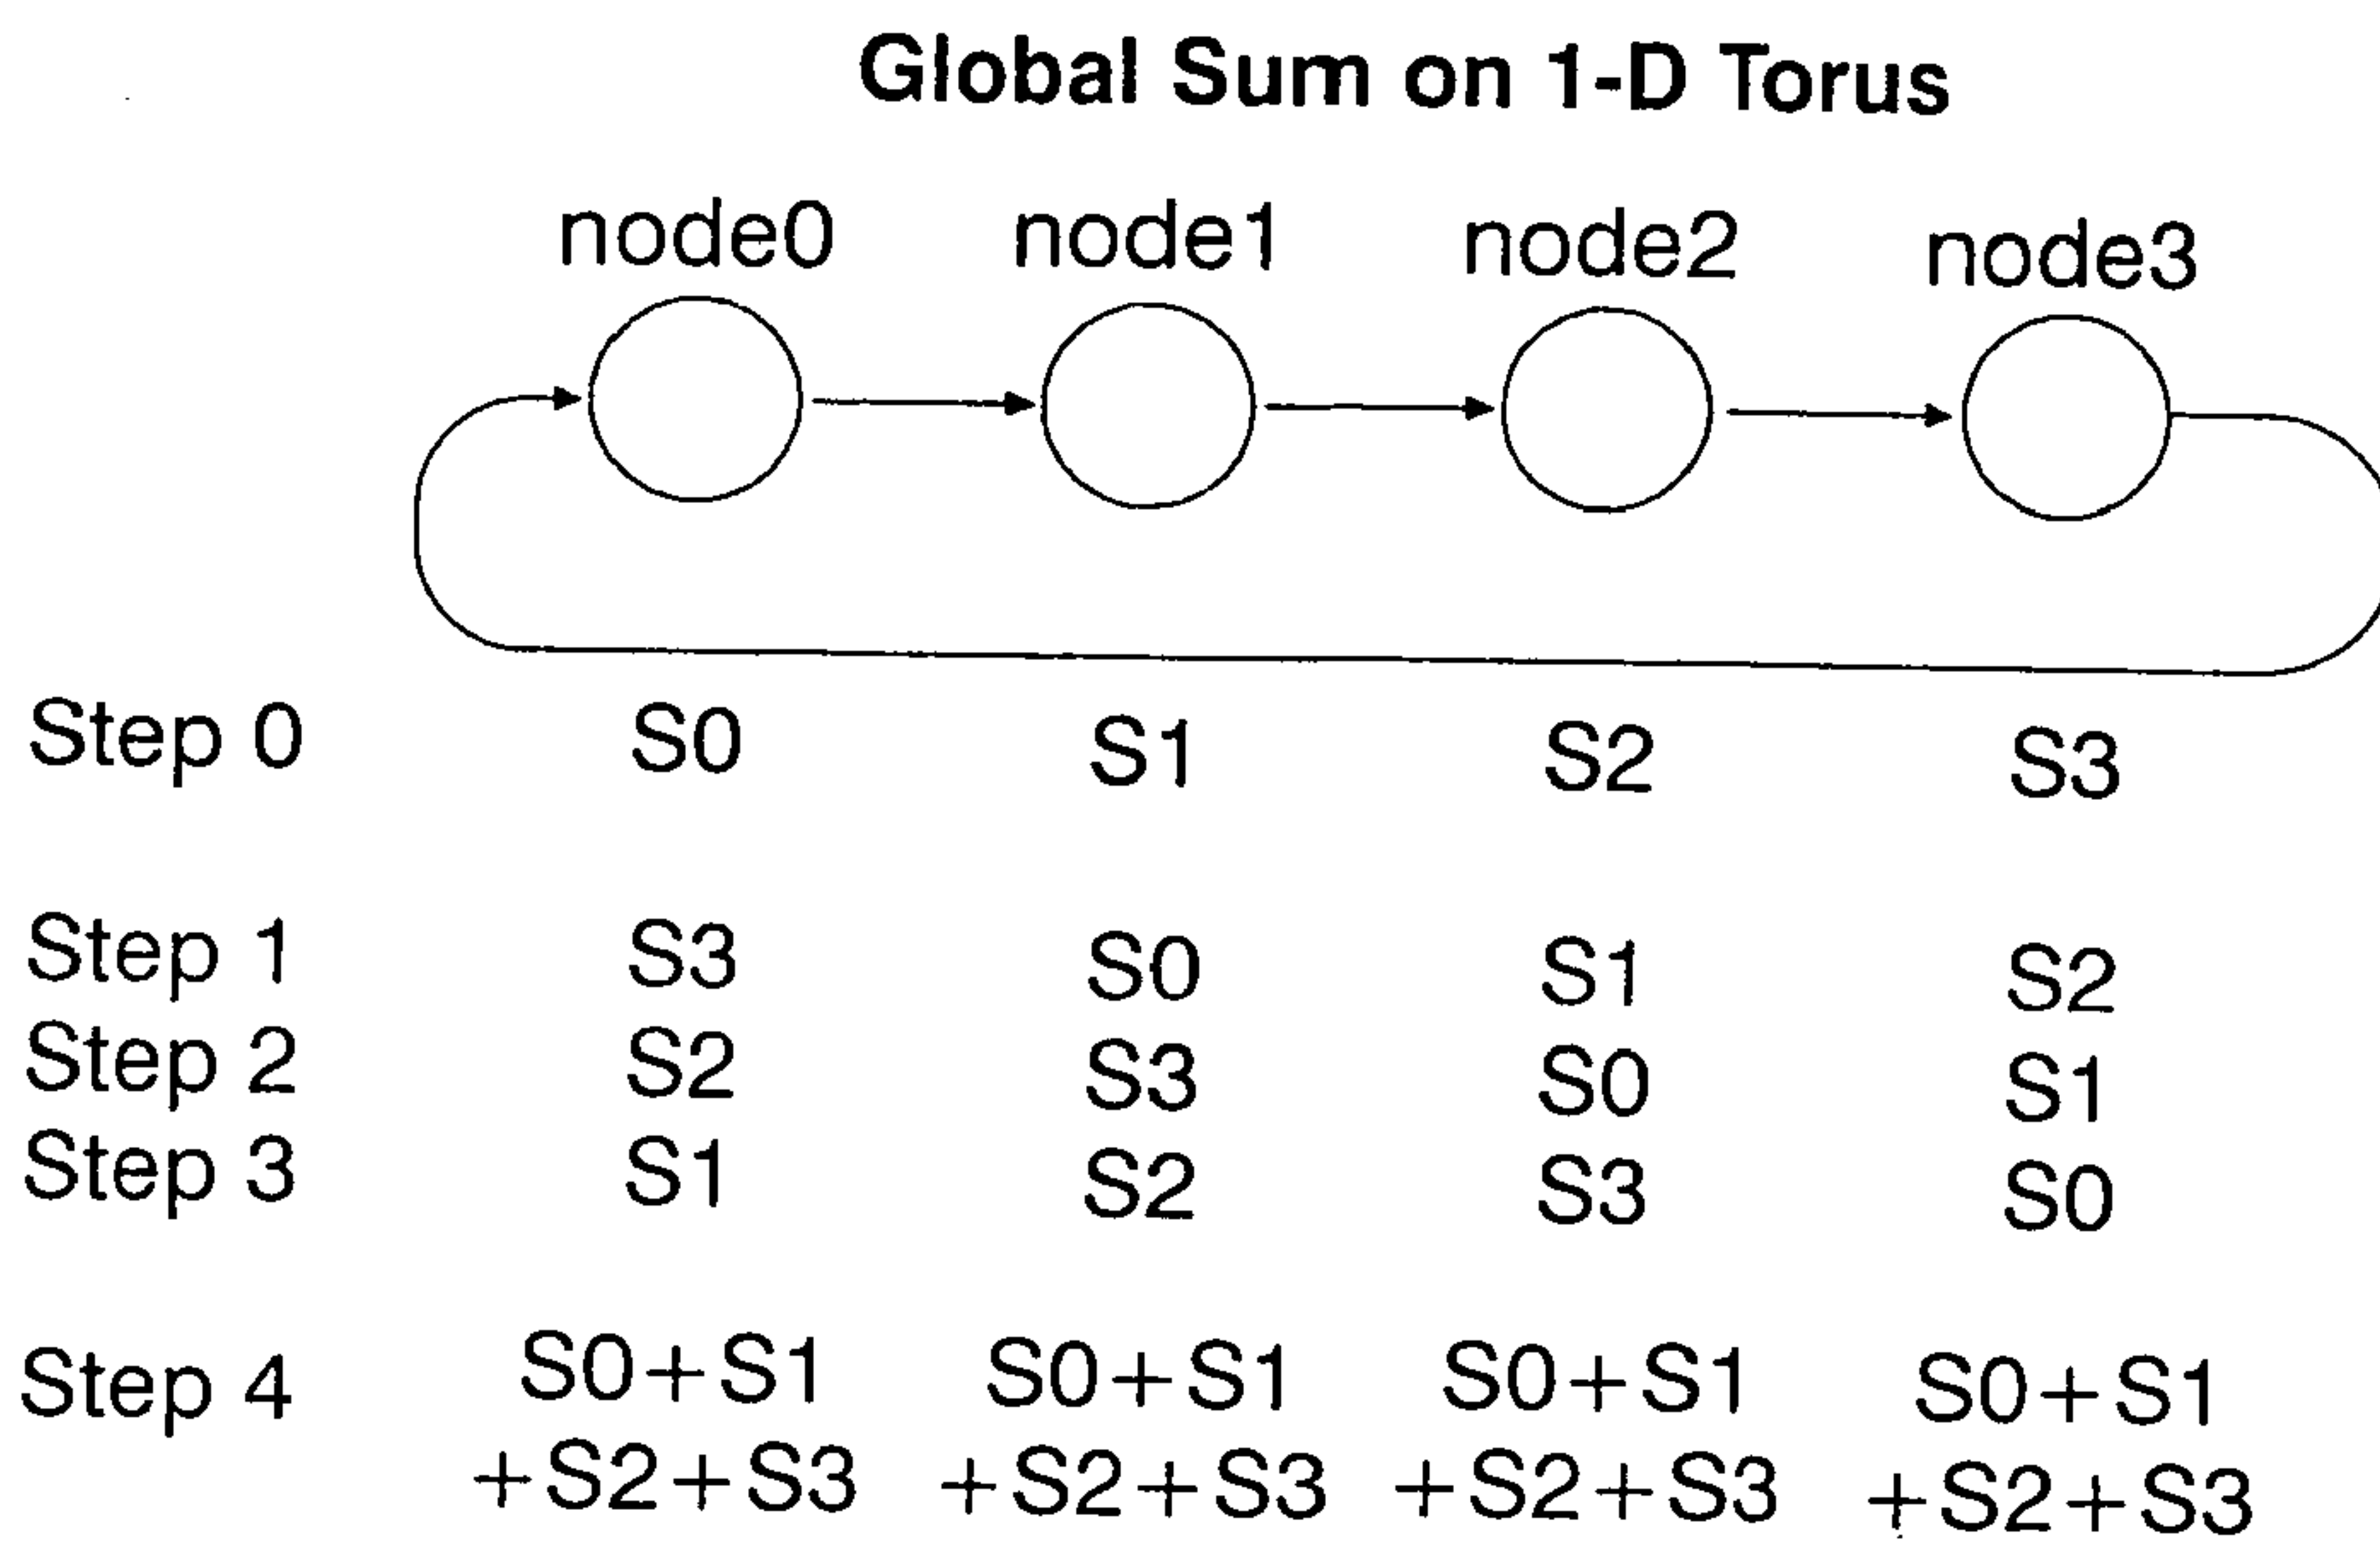 Global Sum on 1-D Torus
node0 node1 node2 node3
Step 0 S0 S1 S2 S3
Step 1 S3 S0 S1 S2
Step 2 S2 S3 S0 S1
Step 3 S1 S2 S3 S0
Step 4 S0+S1 S0+S1 S0+S1 S0+S1
+S2+S3 +S2+S3 +S2+S3 +S2+S3